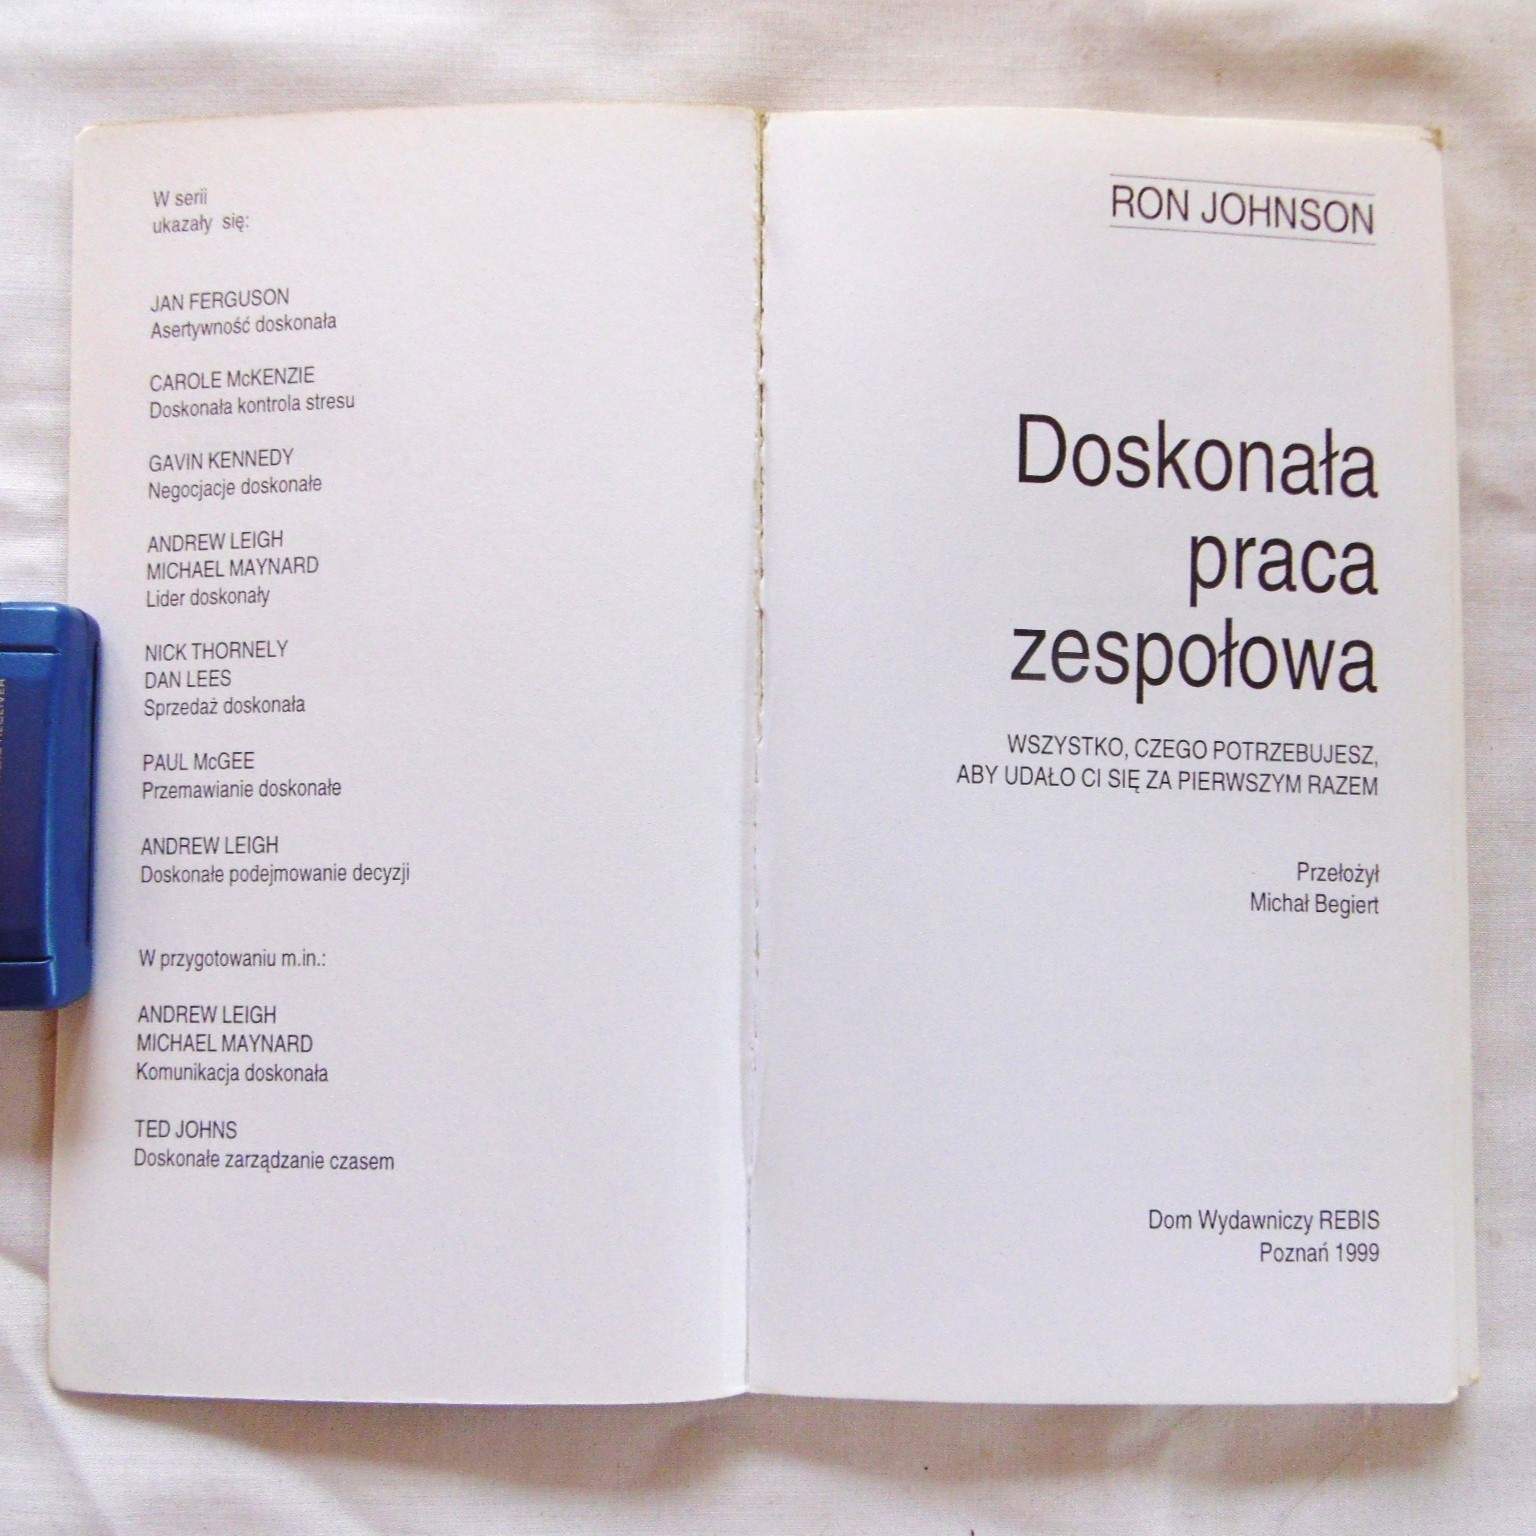 W serii
ukazały się:
JAN FERGUSON
Asertywność doskonała
CAROLE McKENZIE
Doskonała kontrola stresu
GAVIN KENNEDY
Negocjacje doskonałe
ANDREW LEIGH
MICHAEL MAYNARD
Lider doskonały
NICK THORNELY
DAN LEES
Sprzedaż doskonała
PAUL McGEE
Przemawianie doskonałe
ANDREW LEIGH
Doskonałe podejmowanie decyzji
W przygotowaniu m.in.:
ANDREW LEIGH
MICHAEL MAYNARD
Komunikacja doskonała
TED JOHNS
Doskonałe zarządzanie czasem
RON JOHNSON
Doskonała
praca
zespołowa
WSZYSTKO, CZEGO POTRZEBUJESZ,
ABY UDAŁO CI SIĘ ZA PIERWSZYM RAZEM
Przełożył
Michał Begiert
Dom Wydawniczy REBIS
Poznań 1999